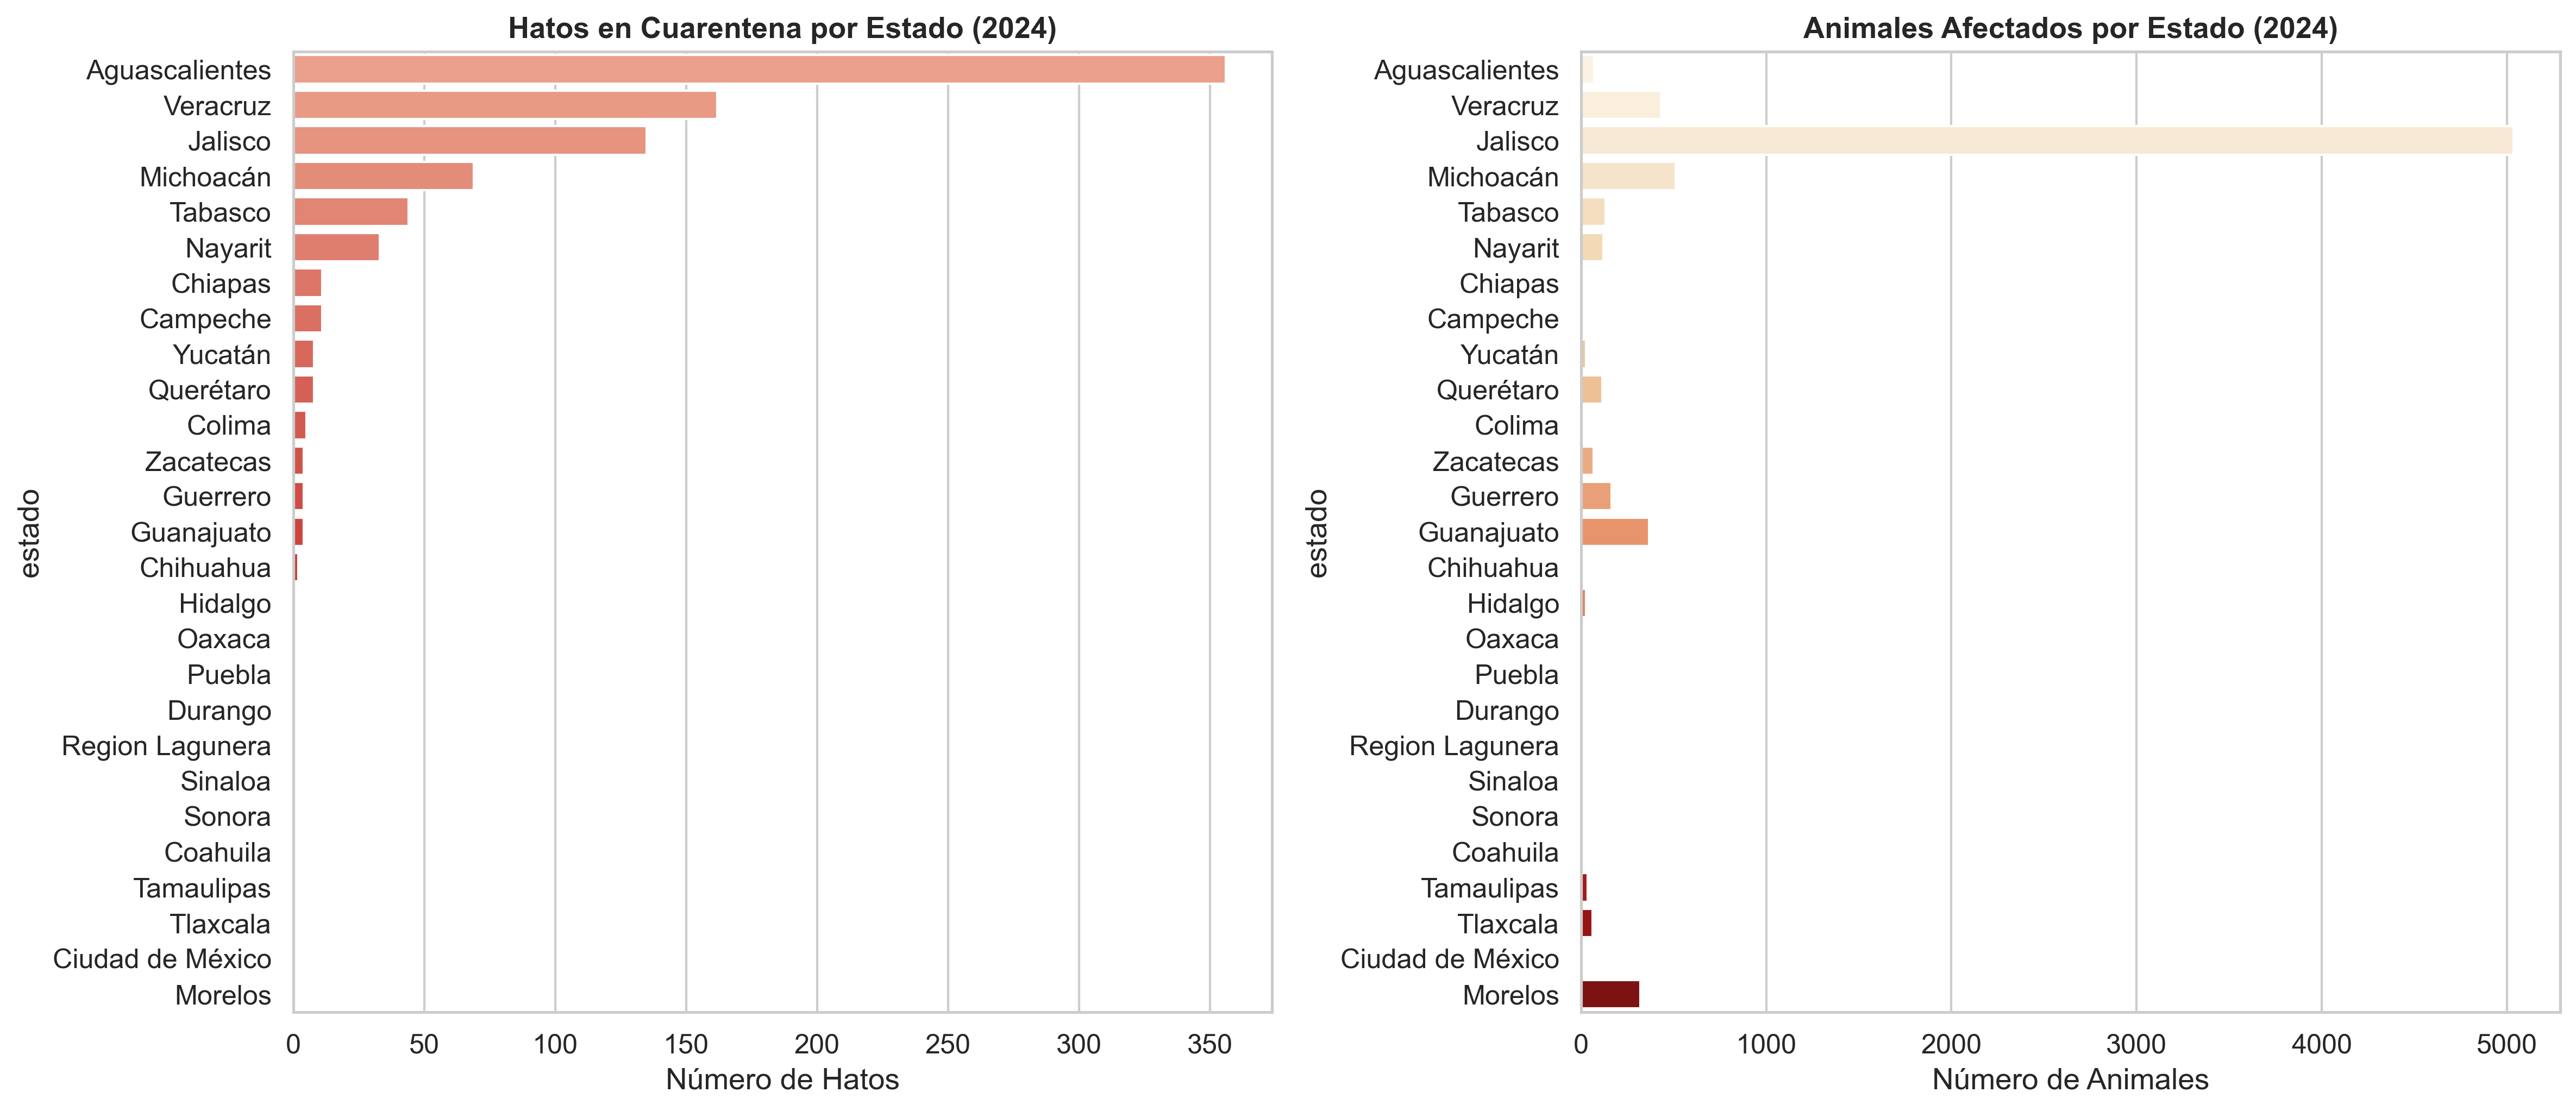 Hatos en Cuarentena por Estado (2024)
Aguascalientes
Veracruz
Jalisco
Michoacán
Tabasco
Nayarit
Chiapas
Campeche
Yucatán
Querétaro
Colima
Zacatecas
Guerrero
Guanajuato
Chihuahua
Hidalgo
Oaxaca
Puebla
Durango
Region Lagunera
Sinaloa
Sonora
Coahuila
Tamaulipas
Tlaxcala
Ciudad de México
Morelos
estado
0 50 100 150 200 250 300 350
Número de Hatos
Animales Afectados por Estado (2024)
Aguascalientes
Veracruz
Jalisco
Michoacán
Tabasco
Nayarit
Chiapas
Campeche
Yucatán
Querétaro
Colima
Zacatecas
Guerrero
Guanajuato
Chihuahua
Hidalgo
Oaxaca
Puebla
Durango
Region Lagunera
Sinaloa
Sonora
Coahuila
Tamaulipas
Tlaxcala
Ciudad de México
Morelos
estado
0 1000 2000 3000 4000 5000
Número de Animales